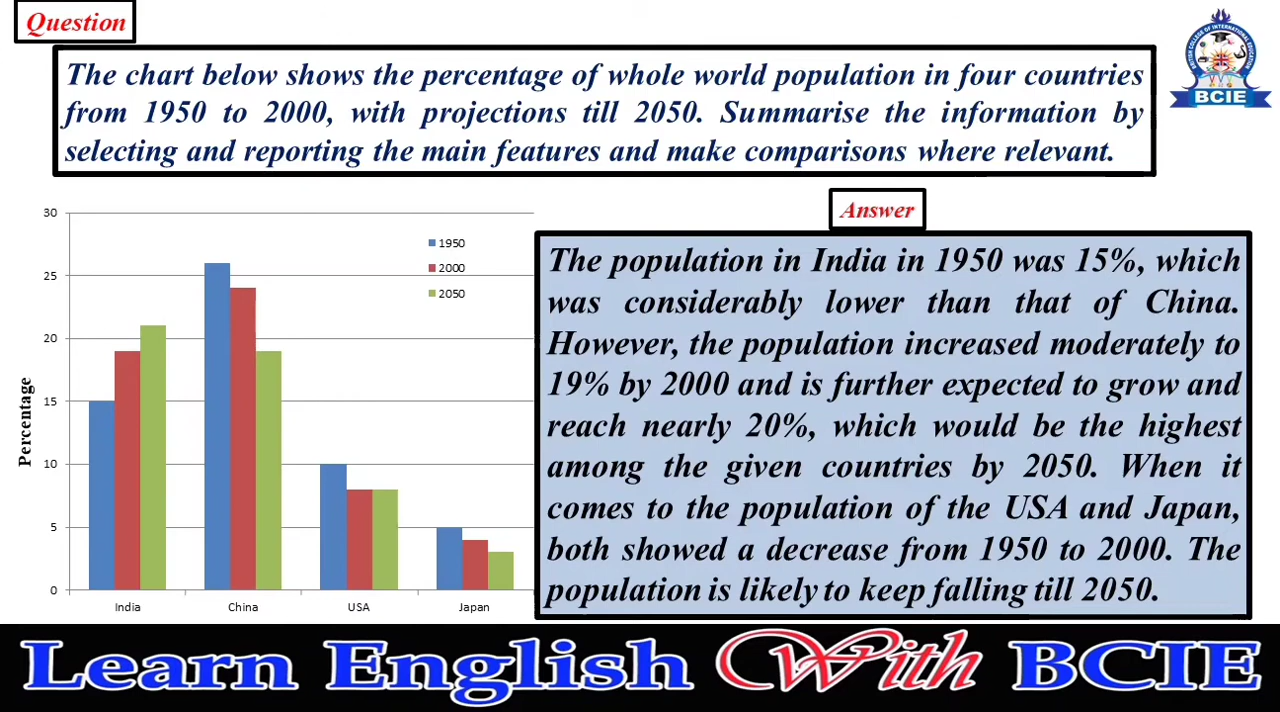 Question
The chart below shows the percentage of whole world population in four countries
from 1950 to 2000, with projections till 2050. Summarise the information by
selecting and reporting the main features and make comparisons where relevant.
BCIE
30
25
20
15
10
5
0
Percentage
1950
2000
2050
India
China
USA
Japan
Answer
The population in India in 1950 was 15%, which
was considerably lower than that of China.
However, the population increased moderately to
19% by 2000 and is further expected to grow and
reach nearly 20%, which would be the highest
among the given countries by 2050. When it
comes to the population of the USA and Japan,
both showed a decrease from 1950 to 2000. The
population is likely to keep falling till 2050.
Learn English With BCIE